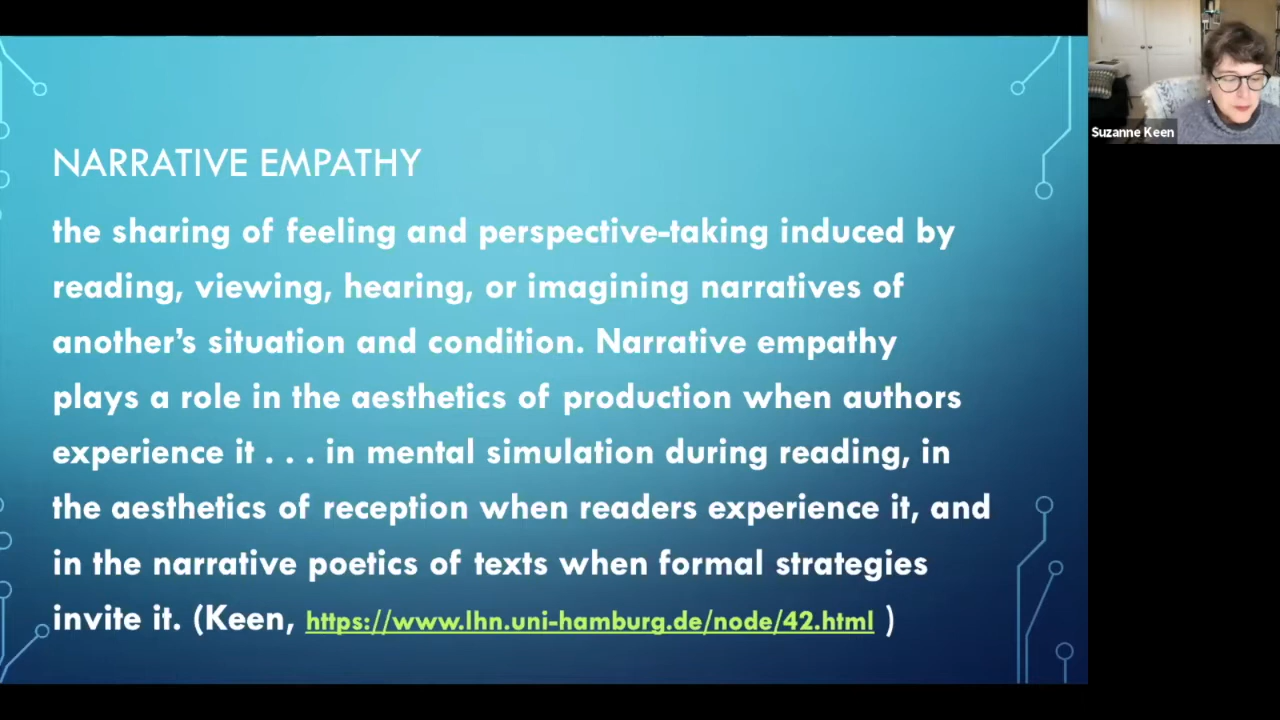 NARRATIVE EMPATHY
the sharing of feeling and perspective-taking induced by
reading, viewing, hearing, or imagining narratives of
another’s situation and condition. Narrative empathy
plays a role in the aesthetics of production when authors
experience it . . . in mental simulation during reading, in
the aesthetics of reception when readers experience it, and
in the narrative poetics of texts when formal strategies
invite it. (Keen, https://www.lhn.uni-hamburg.de/node/42.html )
Suzanne Keen